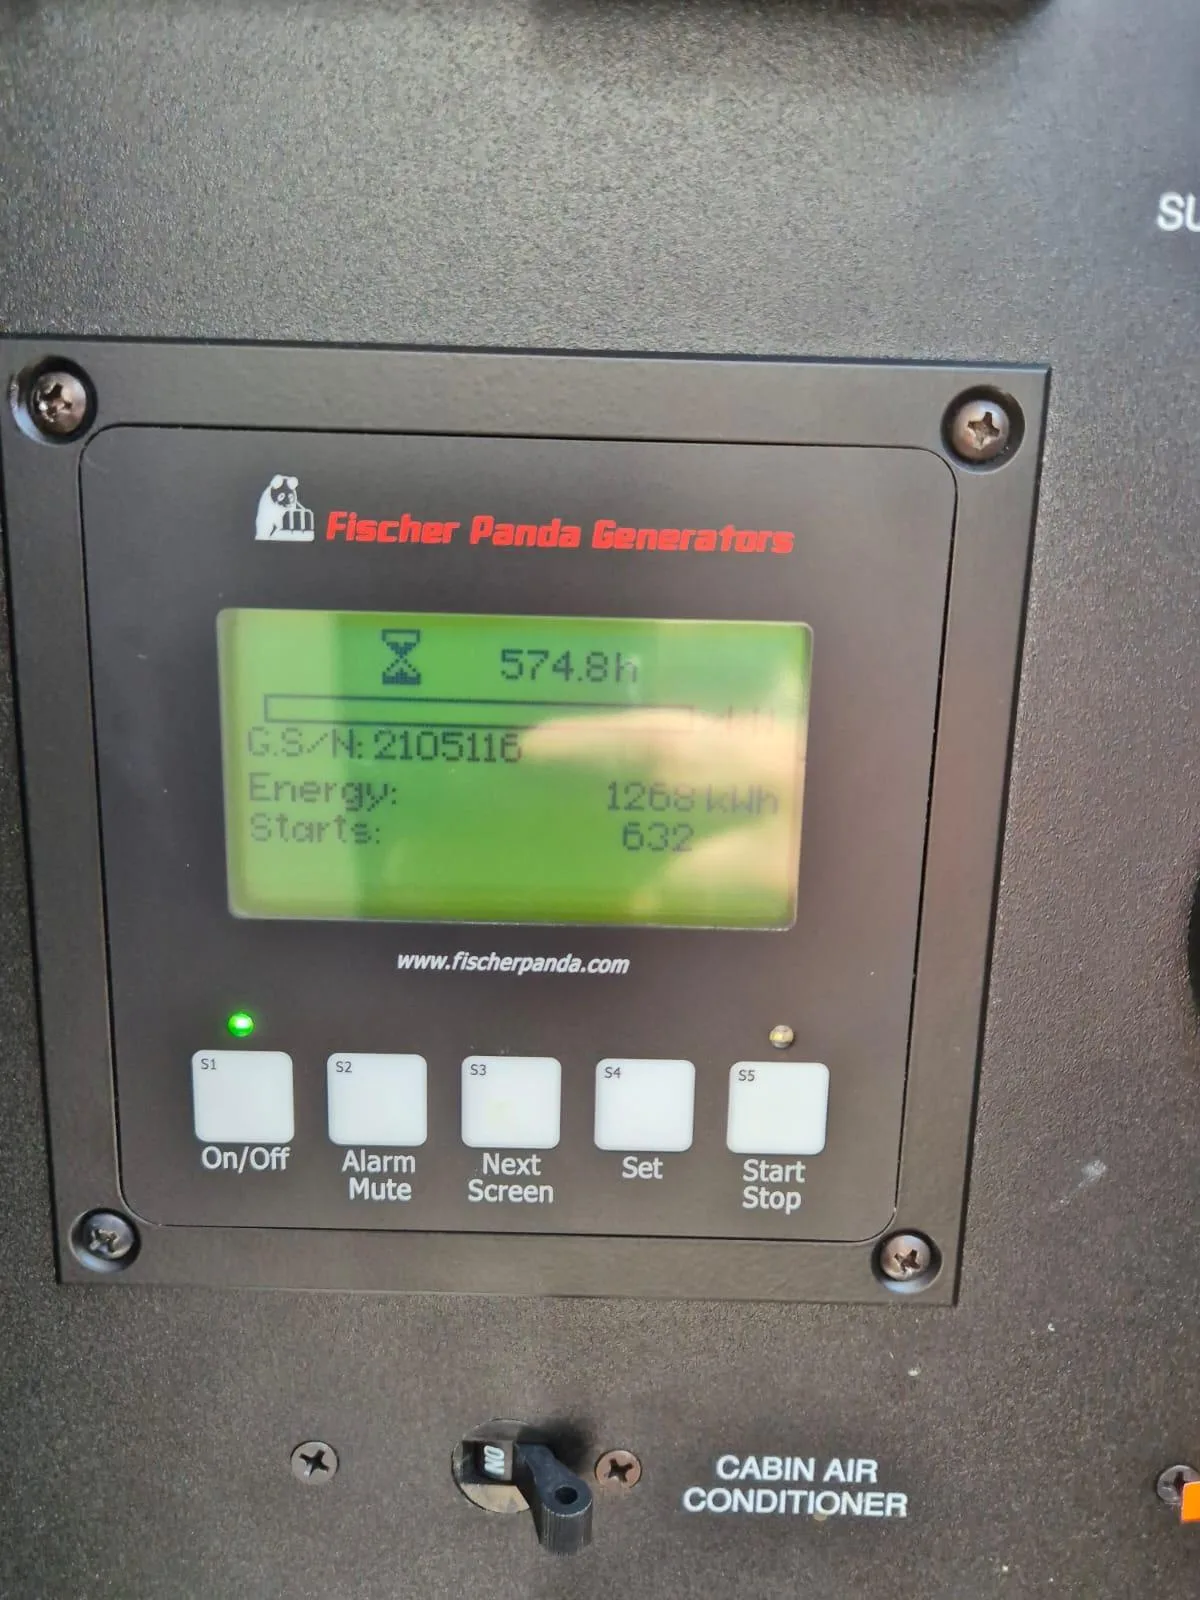 SU
Fischer Panda Generators
574.8h
G.S/N: 2105116
Energy: 1268 kWh
Starts: 632
www.fischerpanda.com
S1 S2 S3 S4 S5
On/Off
Alarm
Mute
Next
Screen
Set
Start
Stop
ON
CABIN AIR
CONDITIONER